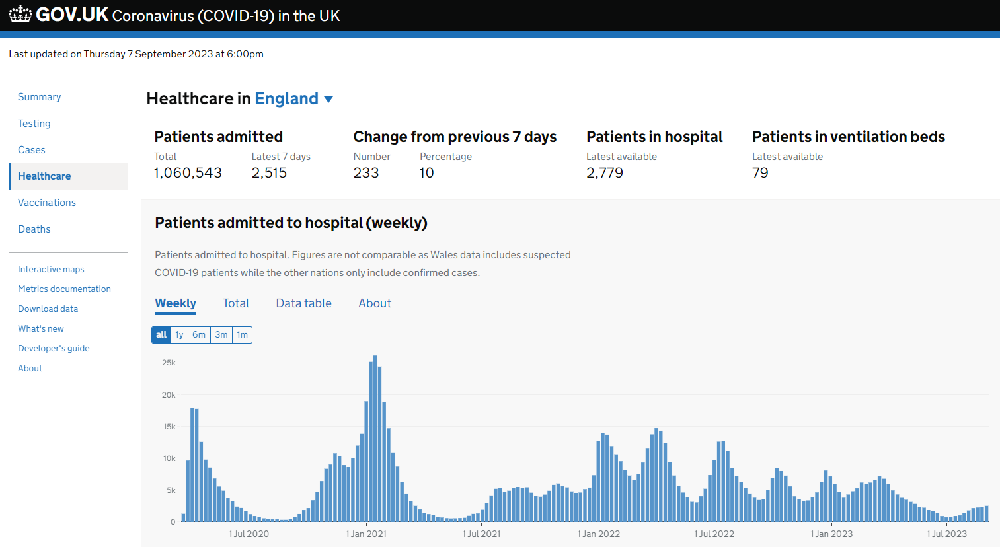 GOV.UK Coronavirus (COVID-19) in the UK
Last updated on Thursday 7 September 2023 at 6:00pm
Summary
Testing
Cases
Healthcare
Vaccinations
Deaths
Interactive maps
Metrics documentation
Download data
What's new
Developer's guide
About
Healthcare in England
Patients admitted
Total
1,060,543
Latest 7 days
2,515
Change from previous 7 days
Number
233
Percentage
10
Patients in hospital
Latest available
2,779
Patients in ventilation beds
Latest available
79
Patients admitted to hospital (weekly)
Patients admitted to hospital. Figures are not comparable as Wales data includes suspected
COVID-19 patients while the other nations only include confirmed cases.
Weekly Total Data table About
all 1y 6m 3m 1m
25k
20k
15k
10k
5k
0
1 Jul 2020 1 Jan 2021 1 Jul 2021 1 Jan 2022 1 Jul 2022 1 Jan 2023 1 Jul 2023